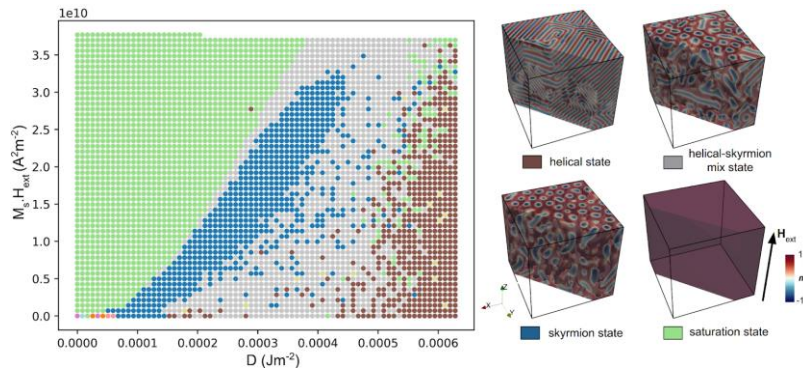 1e10
3.5
3.0
2.5
2.0
1.5
1.0
0.5
0.0
Ms.Hext (A²m⁻²)
0.0000 0.0001 0.0002 0.0003 0.0004 0.0005 0.0006
D (Jm⁻²)
helical state
helical-skyrmion
mix state
skyrmion state
saturation state
Hext
1
-1
X
Y
Z